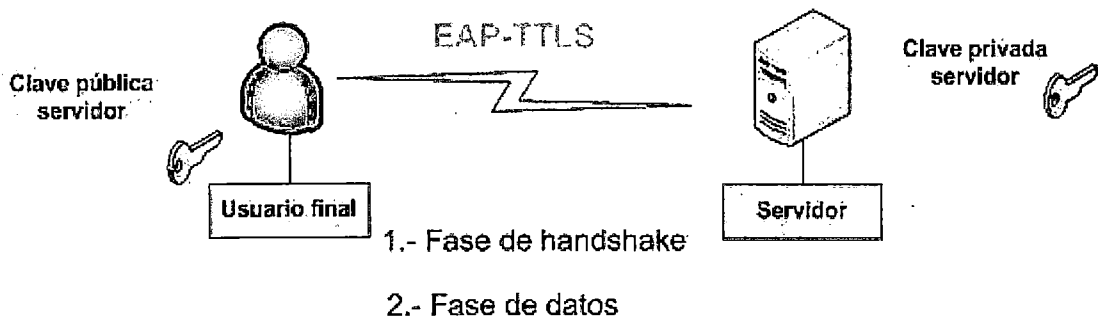 EAP-TTLS
Clave pública
servidor
Clave privada
servidor
Usuario final
Servidor
1.- Fase de handshake
2.- Fase de datos